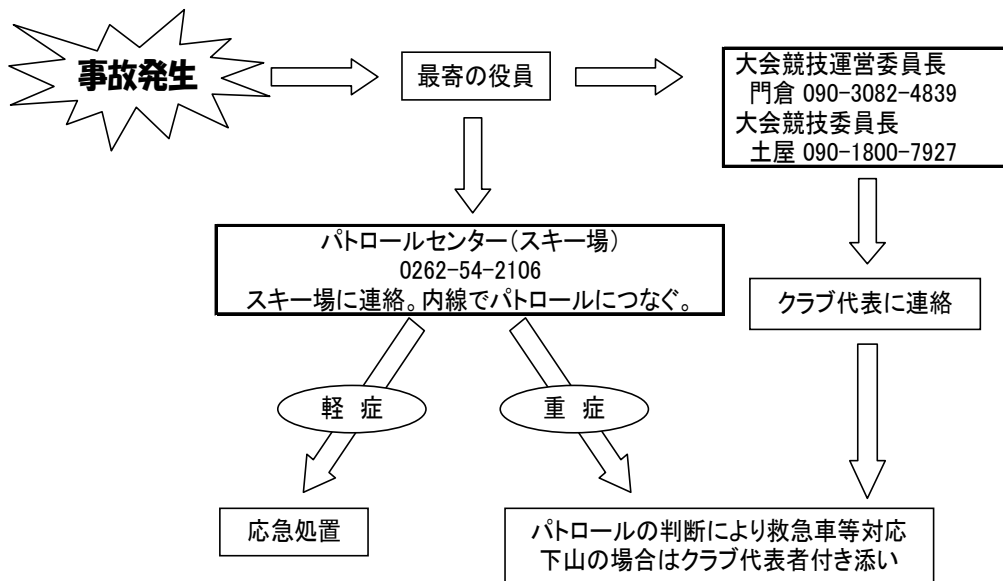 事故発生
最寄の役員
大会競技運営委員長
門倉 090-3082-4839
大会競技委員長
土屋 090-1800-7927
パトロールセンター（スキー場）
0262-54-2106
スキー場に連絡。内線でパトロールにつなぐ。
クラブ代表に連絡
軽 症
重 症
応急処置
パトロールの判断により救急車等対応
下山の場合はクラブ代表者付き添い